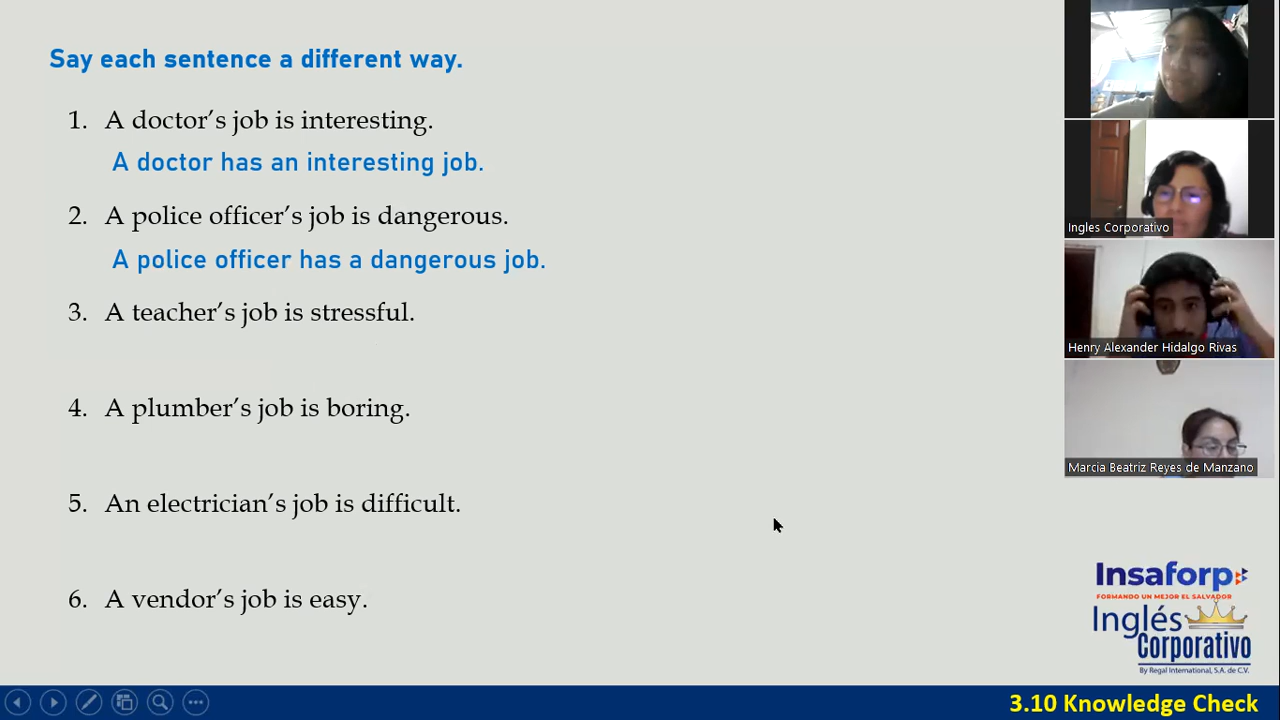 Say each sentence a different way.
1. A doctor’s job is interesting.
A doctor has an interesting job.
2. A police officer’s job is dangerous.
A police officer has a dangerous job.
3. A teacher’s job is stressful.
4. A plumber’s job is boring.
5. An electrician’s job is difficult.
6. A vendor’s job is easy.
Ingles Corporativo
Henry Alexander Hidalgo Rivas
Marcia Beatriz Reyes de Manzano
Insaforp
FORMANDO UN MEJOR EL SALVADOR
Inglés
Corporativo
By Regal International, S.A. de C.V.
3.10 Knowledge Check